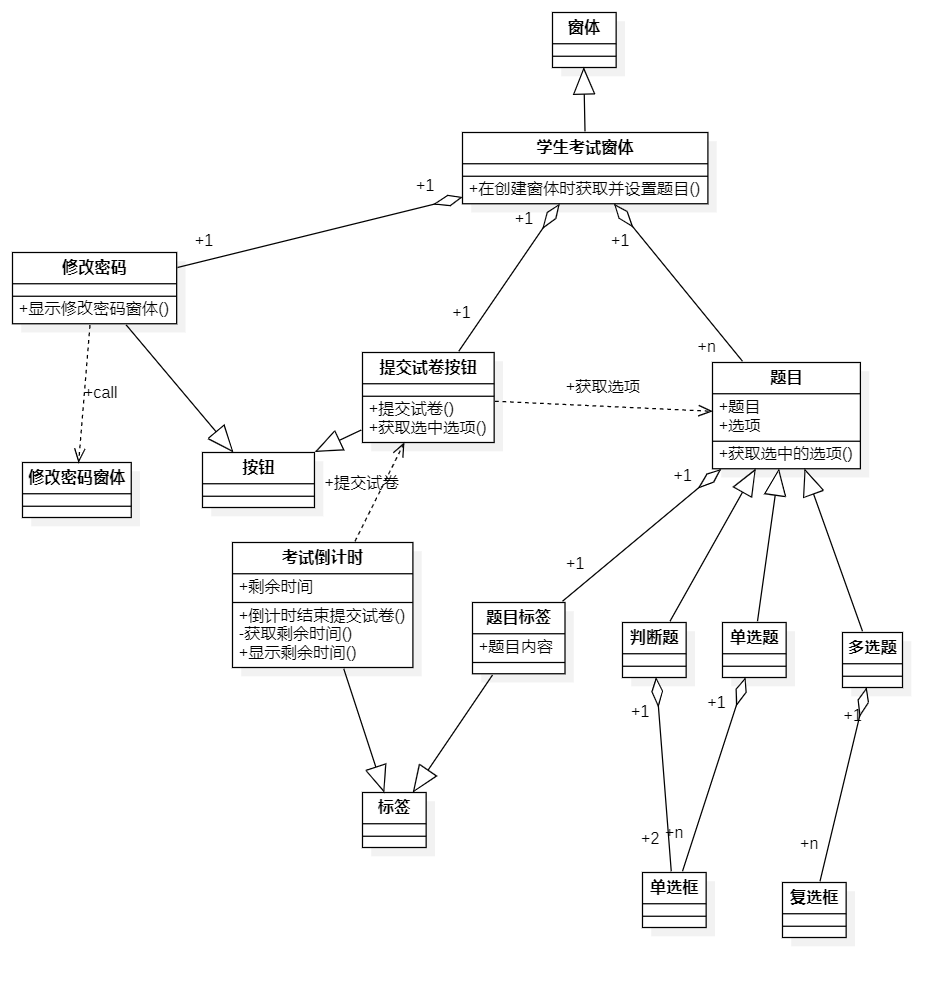 窗体
学生考试窗体
+在创建窗体时获取并设置题目()
+1
+1
+1
+1
+1
+1
+n
修改密码
+显示修改密码窗体()
+call
修改密码窗体
提交试卷按钮
+提交试卷()
+获取选中选项()
+获取选项
题目
+题目
+选项
+获取选中的选项()
按钮
+提交试卷
考试倒计时
+剩余时间
+倒计时结束提交试卷()
-获取剩余时间()
+显示剩余时间()
+1
+1
题目标签
+题目内容
判断题
单选题
多选题
+1
+1
+1
标签
+2
+n
+n
单选框
复选框